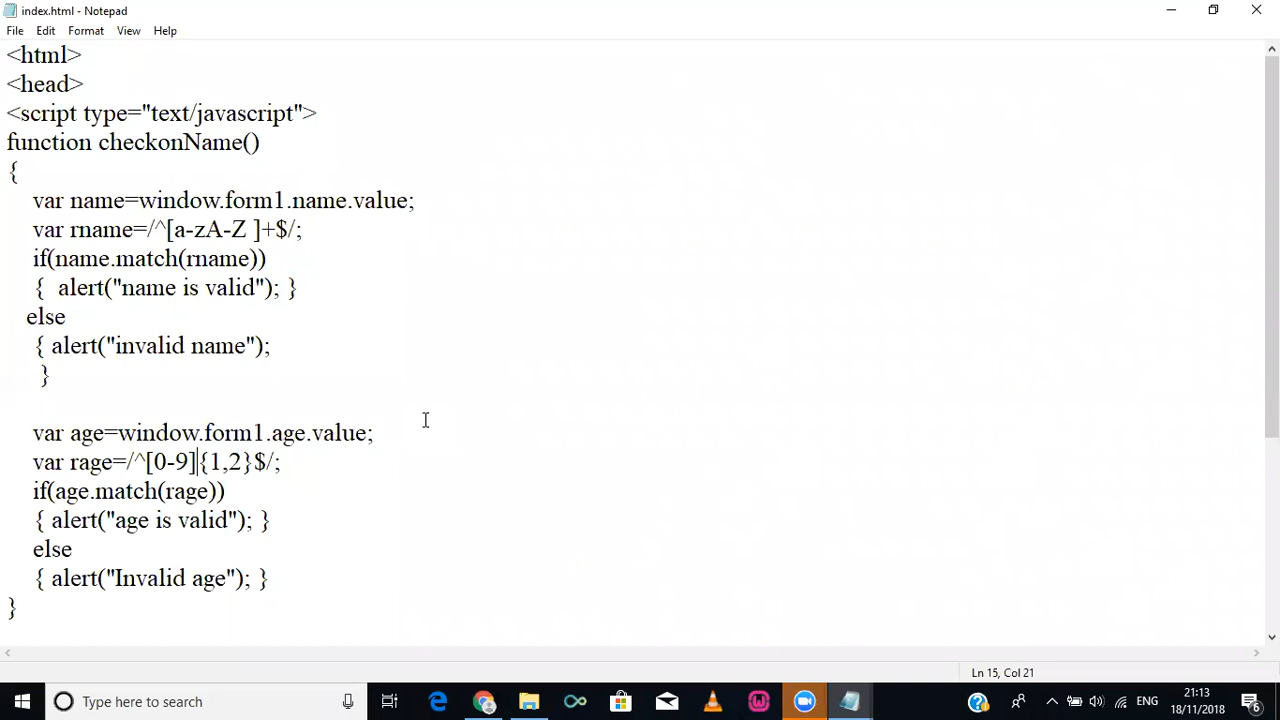 index.html - Notepad
File Edit Format View Help
<html>
<head>
<script type="text/javascript">
function checkonName()
{
var name=window.form1.name.value;
var rname=/^[a-zA-Z ]+$/;
if(name.match(rname))
{ alert("name is valid"); }
else
{ alert("invalid name");
}
var age=window.form1.age.value;
var rage=/^[0-9]{1,2}$/;
if(age.match(rage))
{ alert("age is valid"); }
else
{ alert("Invalid age"); }
}
Ln 15, Col 21
Type here to search
ENG
21:13
18/11/2018
6